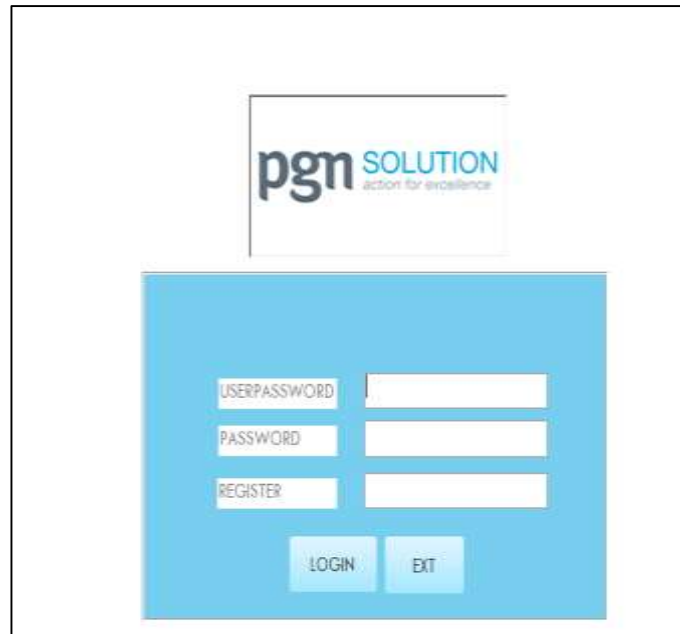 pgn SOLUTION
action for excellence
USERPASSWORD
PASSWORD
REGISTER
LOGIN EXT